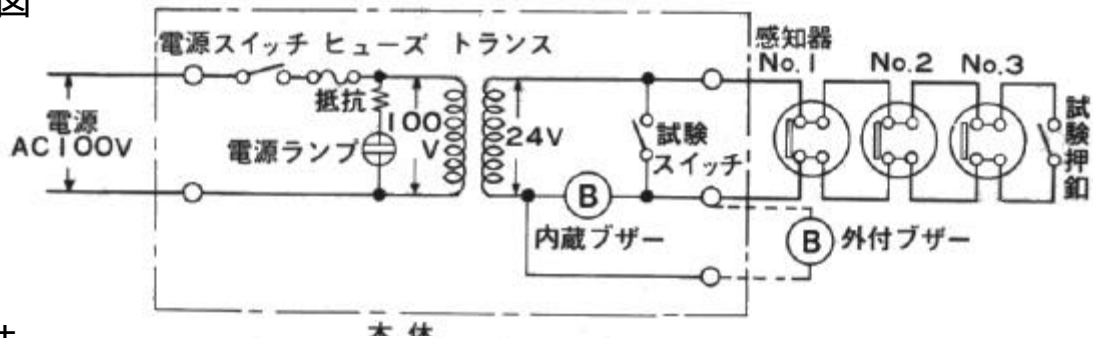 図
電源スイッチ ヒューズ トランス
感知器
No.1 No.2 No.3
抵抗
電源
AC100V
電源ランプ
100
V
24V
試験
スイッチ
試験押釦
B
内蔵ブザー
B
外付ブザー
本体